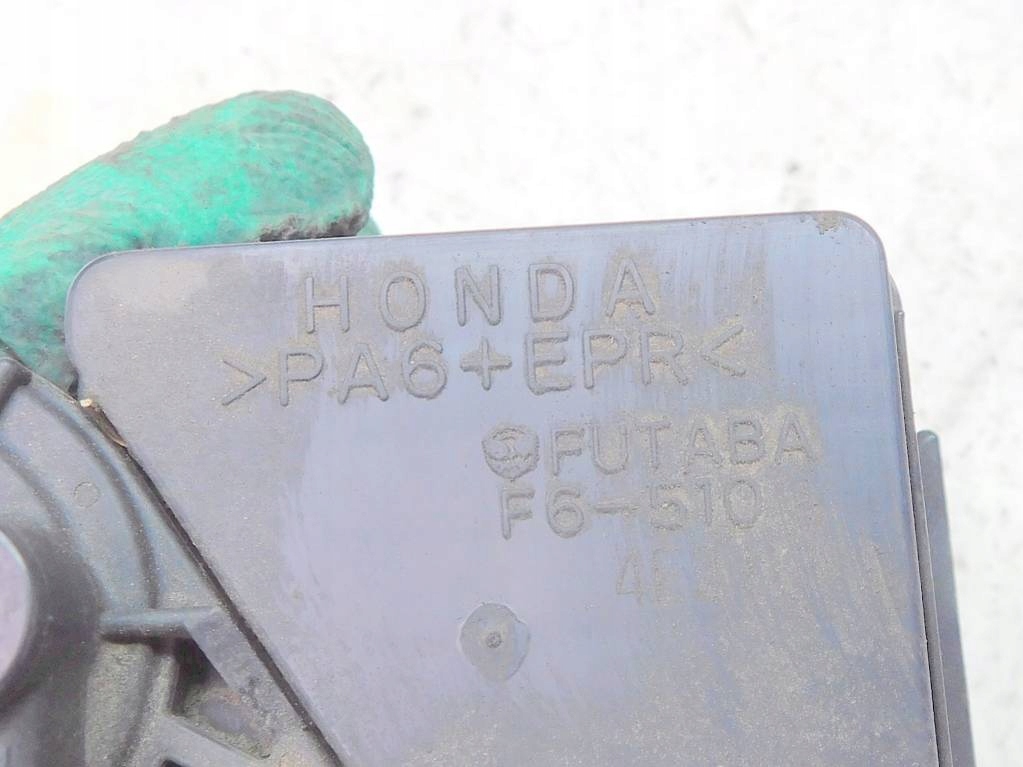 HONDA
>PA6+EPR<
FUTABA
F6-510